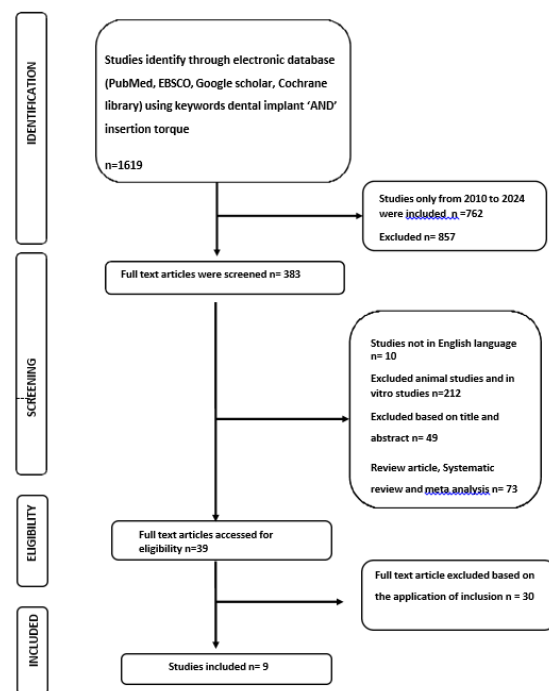 IDENTIFICATION
Studies identify through electronic database
(PubMed, EBSCO, Google scholar, Cochrane
library) using keywords dental implant ‘AND’
insertion torque
n=1619
Studies only from 2010 to 2024
were included n =762
Excluded n= 857
SCREENING
Full text articles were screened n= 383
Studies not in English language
n= 10
Excluded animal studies and in
vitro studies n=212
Excluded based on title and
abstract n= 49
Review article, Systematic
review and meta analysis n= 73
ELIGIBILITY
Full text articles accessed for
eligibility n=39
Full text article excluded based on
the application of inclusion n = 30
INCLUDED
Studies included n= 9